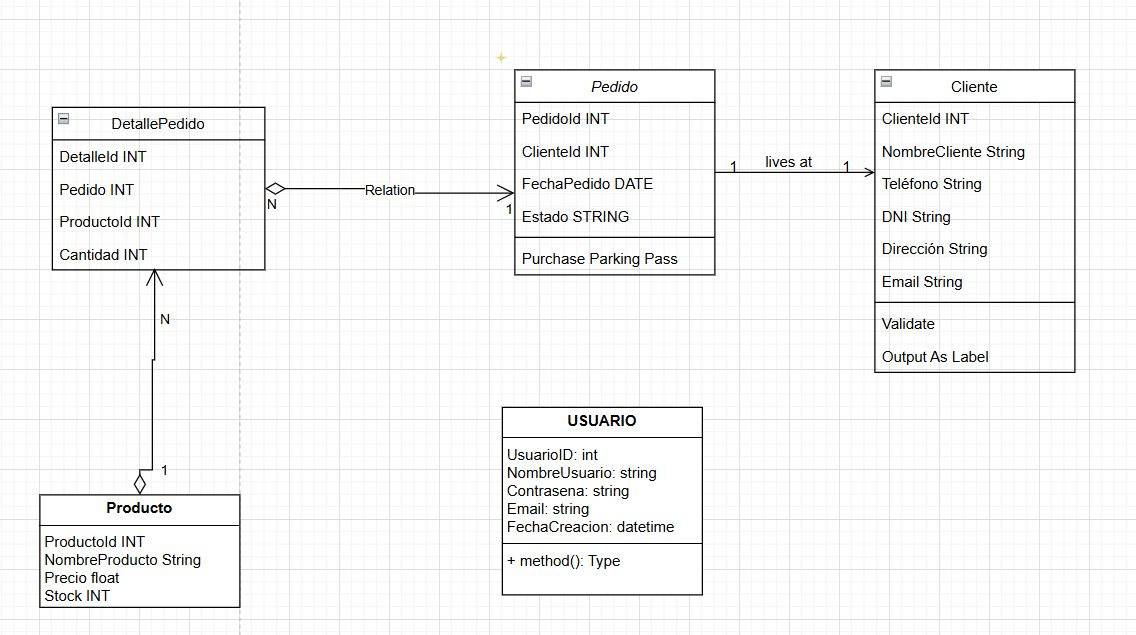 DetallePedido
DetalleId INT
Pedido INT
ProductoId INT
Cantidad INT
N
Relation
1
Pedido
PedidoId INT
ClienteId INT
FechaPedido DATE
Estado STRING
Purchase Parking Pass
1
lives at
1
Cliente
ClienteId INT
NombreCliente String
Teléfono String
DNI String
Dirección String
Email String
Validate
Output As Label
N
1
Producto
ProductoId INT
NombreProducto String
Precio float
Stock INT
USUARIO
UsuarioID: int
NombreUsuario: string
Contrasena: string
Email: string
FechaCreacion: datetime
+ method(): Type